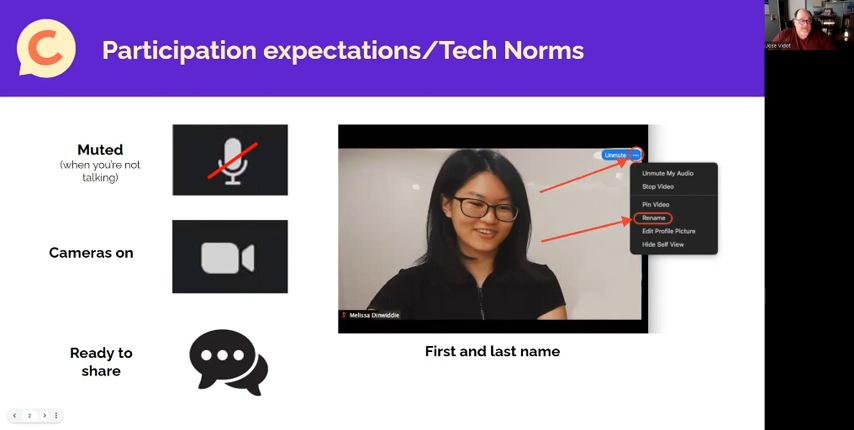 C
Participation expectations/Tech Norms
Jose Vidot
Muted
(when you're not
talking)
Cameras on
Ready to
share
Unmute
Unmute My Audio
Stop Video
Pin Video
Rename
Edit Profile Picture
Hide Self View
Melissa Dinwiddie
First and last name
2